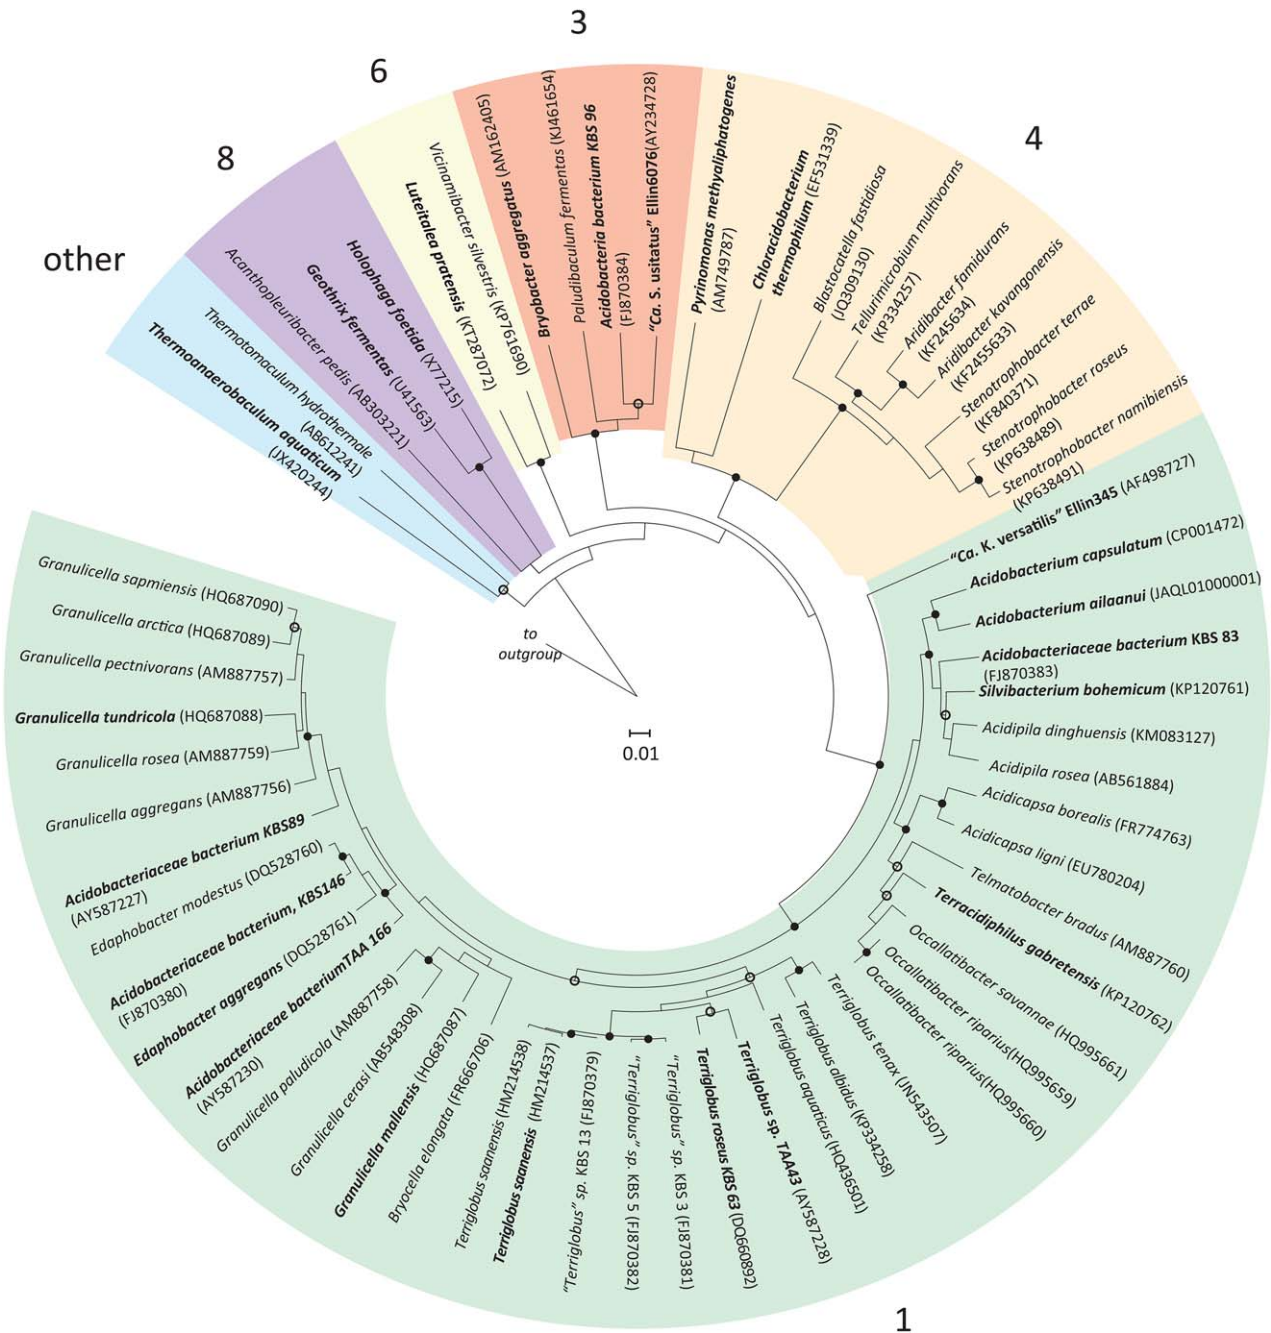 3
6
8
4
other
1
Thermoanaerobaculum aquaticum
(JX420244)
Thermotomaculum hydrothermale
(AB612241)
Acanthopleuribacter pedis (AB303221)
Geothrix fermentas (U41563)
Holophaga foetida (X77215)
Luteitalea pratensis (KT287072)
Vicinamibacter silvestris (KP761690)
Bryobacter aggregatus (AM162405)
Paludibaculum fermentas (KJ461654)
Acidobacteria bacterium KBS 96
(FJ870384)
"Ca. S. usitatus" Ellin6076(AY234728)
Pyrinomonas methyaliphatogenes
(AM749787)
Chloracidobacterium
thermophilum (EF531339)
Blastocatella fastidiosa
(JQ309130)
Tellurimicrobium multivorans
(KP334257)
Aridibacter famidurans
(KF245634)
Aridibacter kavangonensis
(KF2455633)
Stenotrophobacter terrae
(KF840371)
Stenotrophobacter roseus
(KP638489)
Stenotrophobacter namibiensis
(KP638491)
"Ca. K. versatilis" Ellin345 (AF498727)
Acidobacterium capsulatum (CP001472)
Acidobacterium ailaanui (JAQL01000001)
Acidobacteriaceae bacterium KBS 83
(FJ870383)
Silvibacterium bohemicum (KP120761)
Acidipila dinghuensis (KM083127)
Acidipila rosea (AB561884)
Acidicapsa borealis (FR774763)
Acidicapsa ligni (EU780204)
Telmatobacter bradus (AM887760)
Terracidiphilus gabretensis (KP120762)
Occallatibacter savannae (HQ995661)
Occallatibacter riparius(HQ995659)
Occallatibacter riparius(HQ995660)
Terriglobus tenax (JN543507)
Terriglobus albidus (KP334258)
Terriglobus aquaticus (HQ436501)
Terriglobus sp. TAA43 (AY587228)
Terriglobus roseus KBS 63 (DQ660892)
"Terriglobus" sp. KBS 3 (FJ870381)
"Terriglobus" sp. KBS 5 (FJ870382)
"Terriglobus" sp. KBS 13 (FJ870379)
Terriglobus saanensis (HM214537)
Terriglobus saanensis (HM214538)
Bryocella elongata (FR666706)
Granulicella mallensis (HQ687087)
Granulicella cerasi (AB548308)
Granulicella paludicola (AM887758)
Acidobacteriaceae bacteriumTAA 166
(AY587230)
Edaphobacter aggregans (DQ528761)
Acidobacteriaceae bacterium, KBS146
(FJ870380)
Edaphobacter modestus (DQ528760)
Acidobacteriaceae bacterium KBS89
(AY587227)
Granulicella aggregans (AM887756)
Granulicella rosea (AM887759)
Granulicella tundricola (HQ687088)
Granulicella pectnivorans (AM887757)
Granulicella arctica (HQ687089)
Granulicella sapmiensis (HQ687090)
to
outgroup
0.01